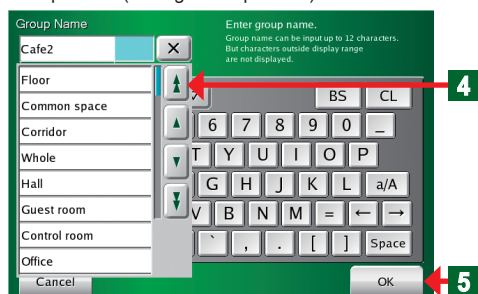 Group Name
Enter group name.
Group name can be input up to 12 characters.
But characters outside display range
are not displayed.
Cafe2
Floor
Common space
Corridor
Whole
Hall
Guest room
Control room
Office
BS CL
6 7 8 9 0 _
T Y U I O P
G H J K L a/A
V B N M = ← →
` , . [ ] Space
Cancel
OK
4
5